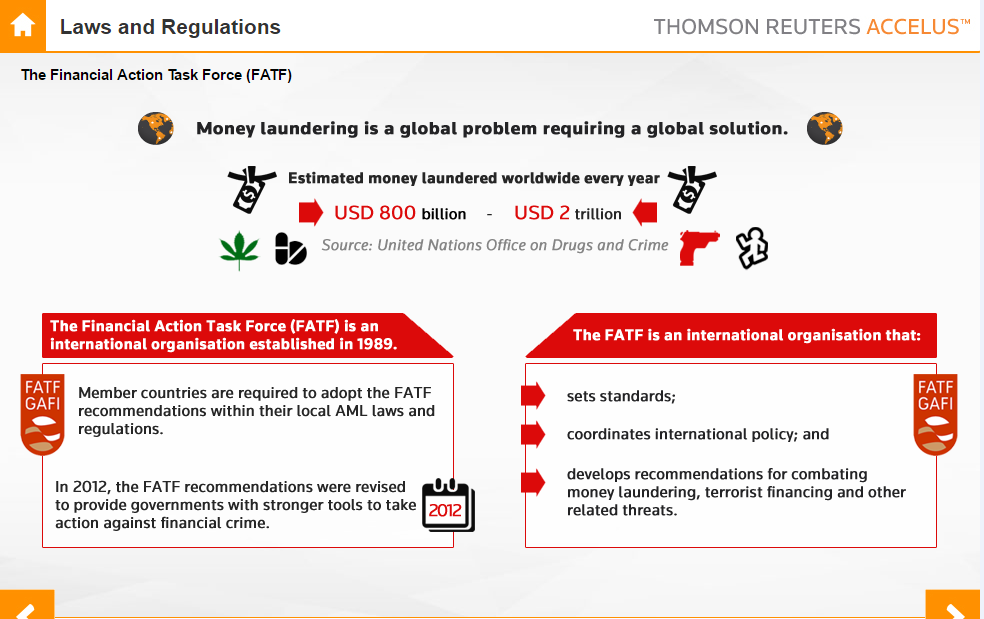 Laws and Regulations
THOMSON REUTERS ACCELUS™
The Financial Action Task Force (FATF)
Money laundering is a global problem requiring a global solution.
Estimated money laundered worldwide every year
USD 800 billion - USD 2 trillion
Source: United Nations Office on Drugs and Crime
The Financial Action Task Force (FATF) is an
international organisation established in 1989.
FATF
GAFI
Member countries are required to adopt the FATF
recommendations within their local AML laws and
regulations.
In 2012, the FATF recommendations were revised
to provide governments with stronger tools to take
action against financial crime.
2012
The FATF is an international organisation that:
FATF
GAFI
sets standards;
coordinates international policy; and
develops recommendations for combating
money laundering, terrorist financing and other
related threats.